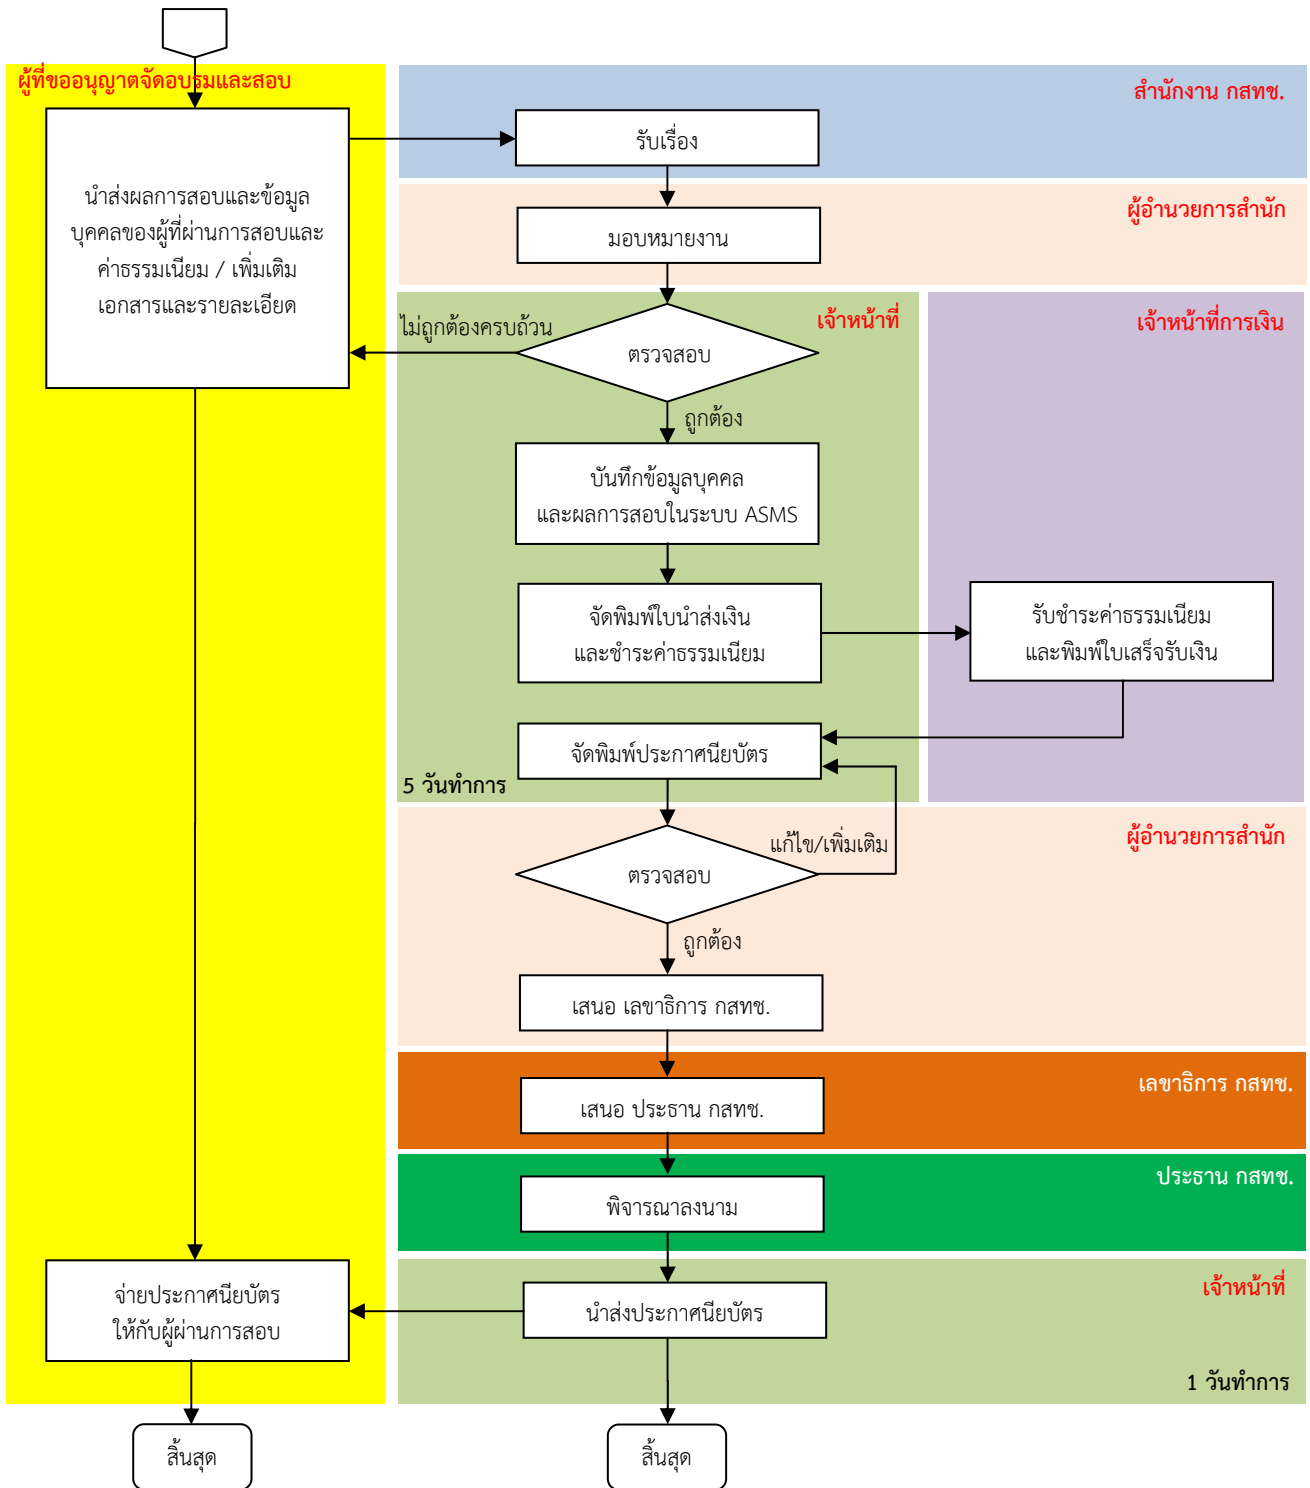 ผู้ที่ขออนุญาตจัดอบรมและสอบ
สำนักงาน กสทช.
รับเรื่อง
นำส่งผลการสอบและข้อมูล
บุคคลของผู้ที่ผ่านการสอบและ
ค่าธรรมเนียม / เพิ่มเติม
เอกสารและรายละเอียด
ผู้อำนวยการสำนัก
มอบหมายงาน
เจ้าหน้าที่
เจ้าหน้าที่การเงิน
ไม่ถูกต้องครบถ้วน
ตรวจสอบ
ถูกต้อง
บันทึกข้อมูลบุคคล
และผลการสอบในระบบ ASMS
จัดพิมพ์ใบนำส่งเงิน
และชำระค่าธรรมเนียม
รับชำระค่าธรรมเนียม
และพิมพ์ใบเสร็จรับเงิน
จัดพิมพ์ประกาศนียบัตร
5 วันทำการ
ผู้อำนวยการสำนัก
แก้ไข/เพิ่มเติม
ตรวจสอบ
ถูกต้อง
เสนอ เลขาธิการ กสทช.
เลขาธิการ กสทช.
เสนอ ประธาน กสทช.
ประธาน กสทช.
พิจารณาลงนาม
เจ้าหน้าที่
จ่ายประกาศนียบัตร
ให้กับผู้ผ่านการสอบ
นำส่งประกาศนียบัตร
1 วันทำการ
สิ้นสุด
สิ้นสุด